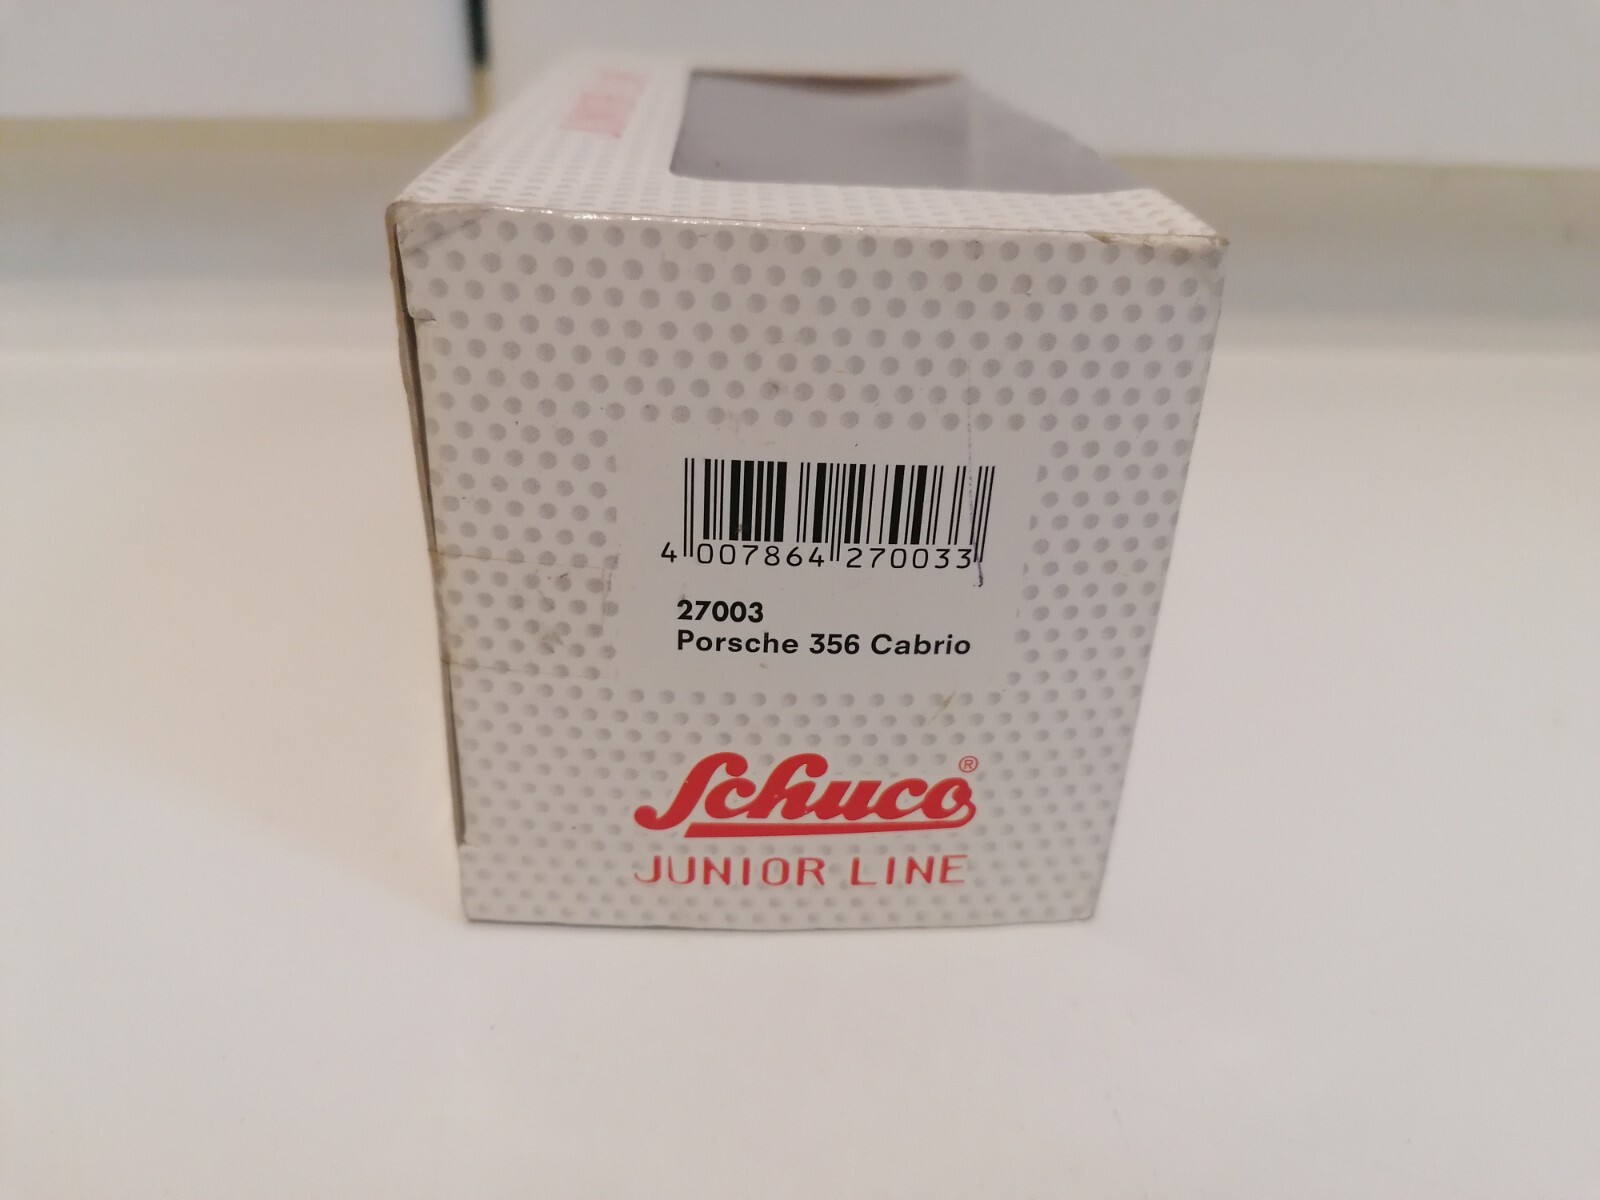 4 007864 270033
27003
Porsche 356 Cabrio
Schuco®
JUNIOR LINE